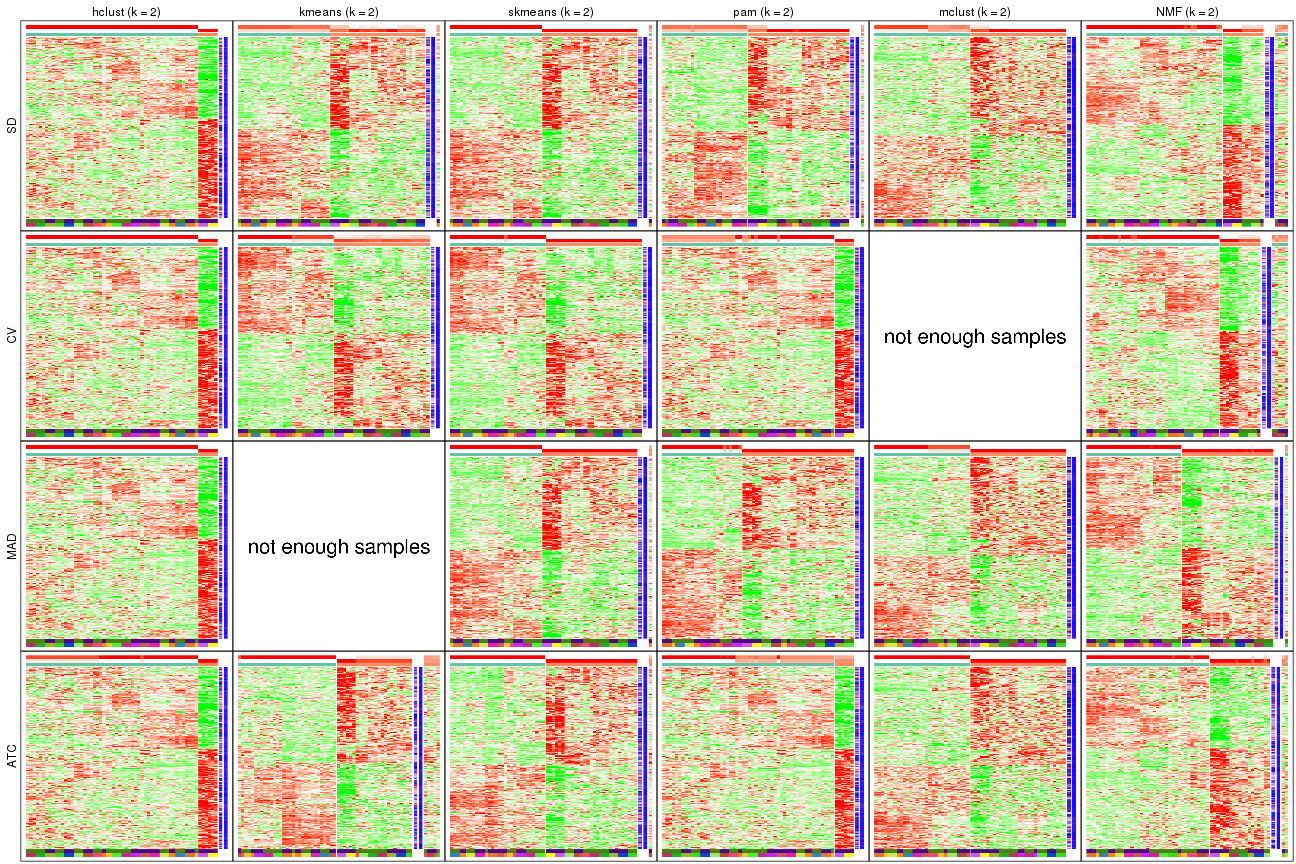 hclust (k = 2) kmeans (k = 2) skmeans (k = 2) pam (k = 2) mclust (k = 2) NMF (k = 2)
SD
CV
not enough samples
MAD
not enough samples
ATC